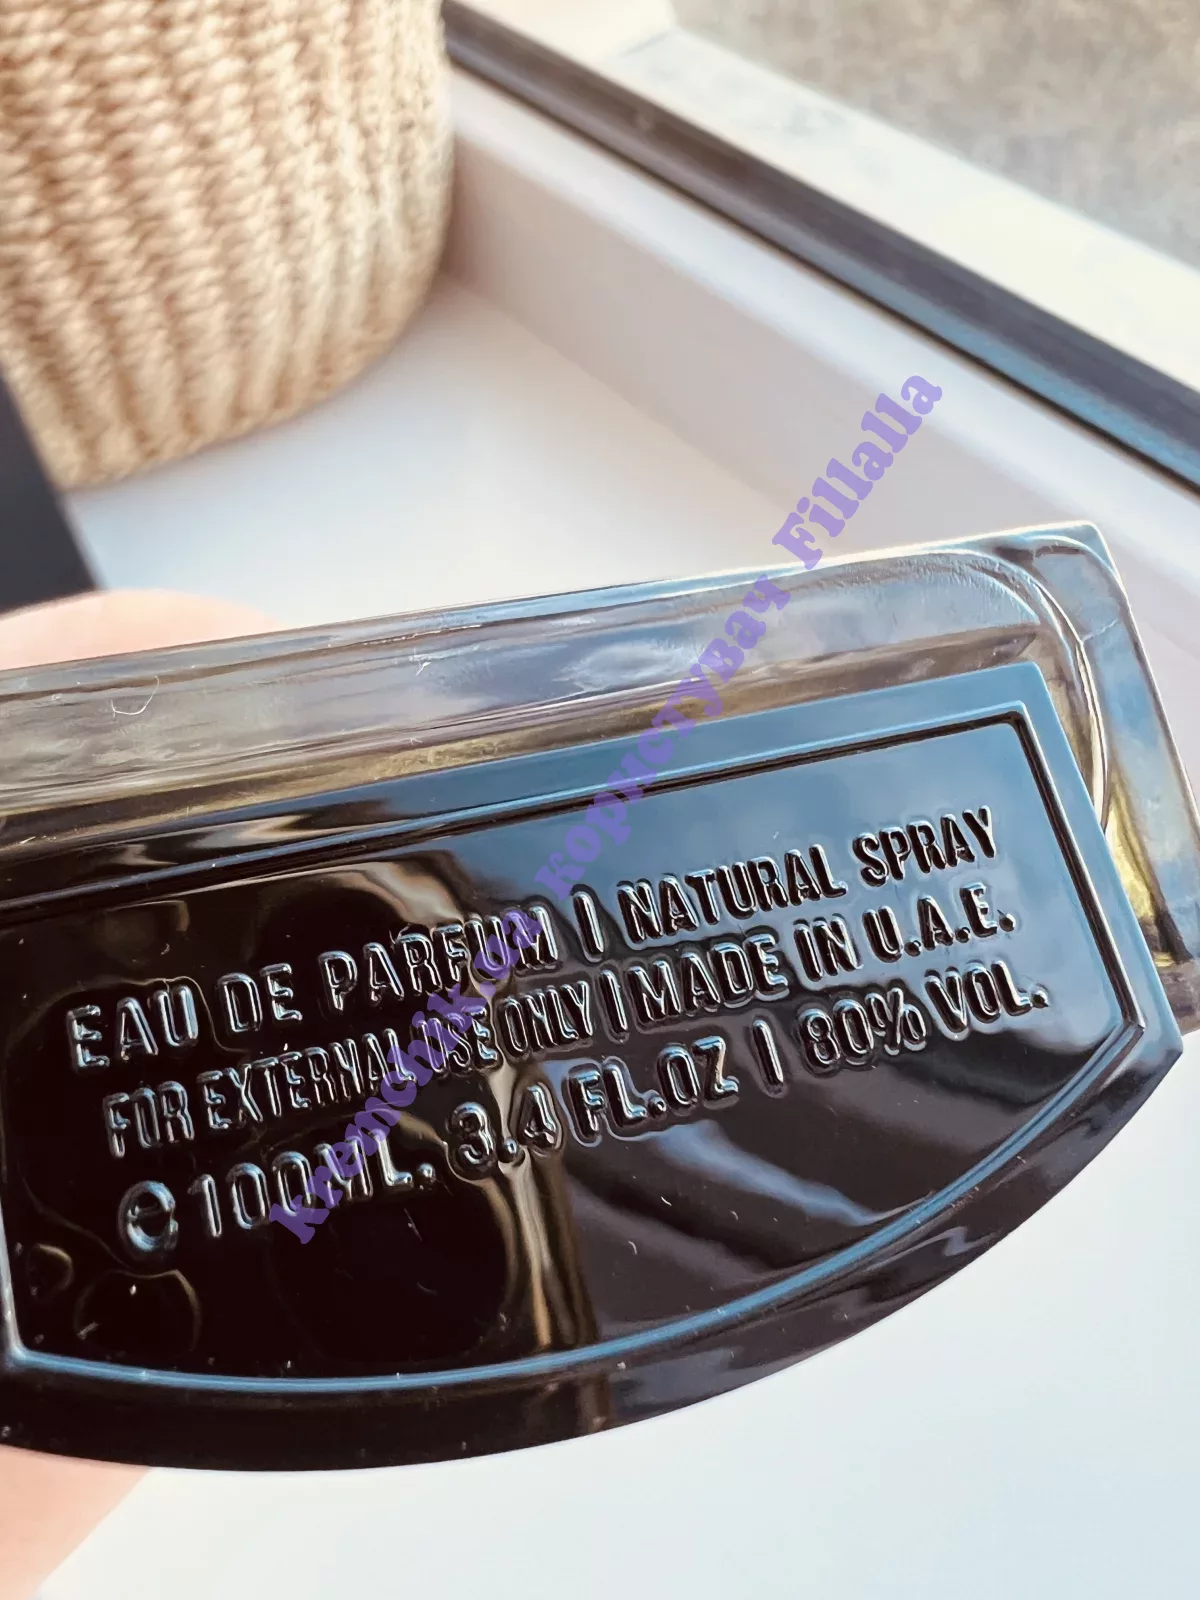 EAU DE PARFUM | NATURAL SPRAY
FOR EXTERNAL USE ONLY | MADE IN U.A.E.
℮ 100ML. 3.4 FL.OZ | 80% VOL.
kremchik.ua користувач Fillalla